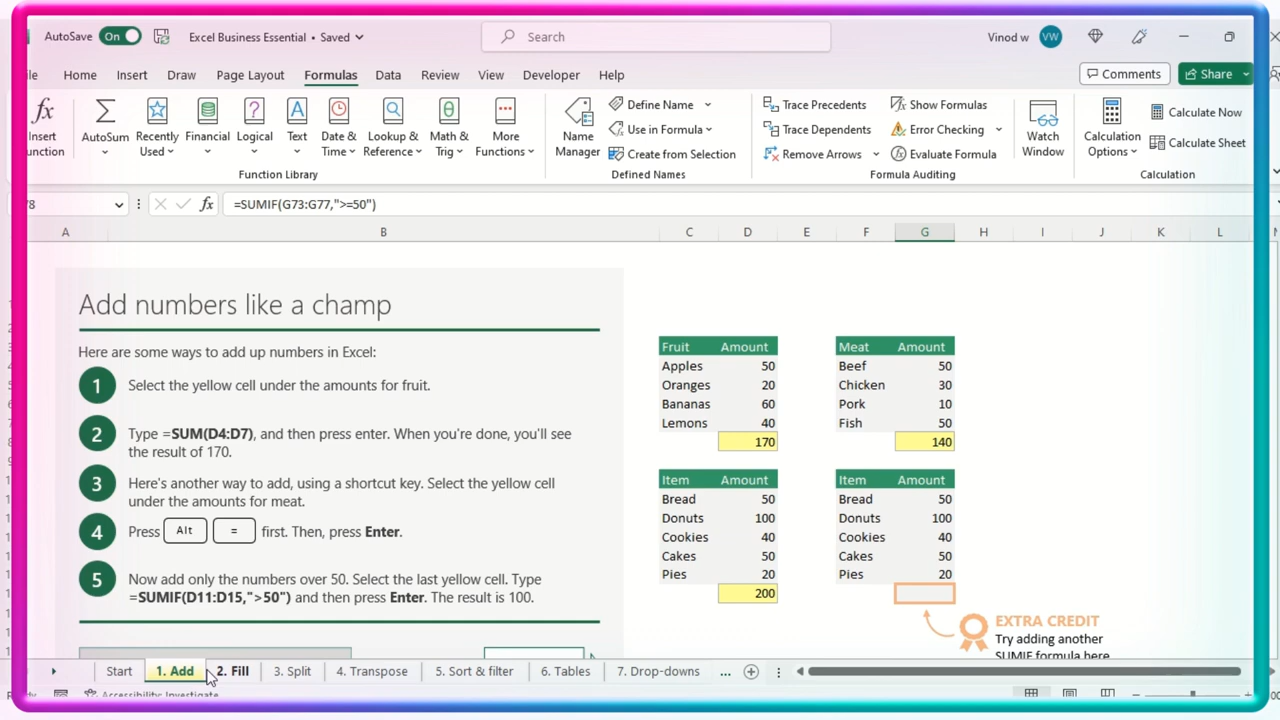 AutoSave On Excel Business Essential • Saved Search Vinod w VW
ile Home Insert Draw Page Layout Formulas Data Review View Developer Help Comments Share
Insert
unction
AutoSum
Recently
Used
Financial
Logical
Text
Date
Time
Lookup &
Reference
Math &
Trig
More
Functions
Function Library
Name
Manager
Define Name
Use in Formula
Create from Selection
Defined Names
Trace Precedents
Trace Dependents
Remove Arrows
Show Formulas
Error Checking
Evaluate Formula
Formula Auditing
Watch
Window
Calculation
Options
Calculate Now
Calculate Sheet
Calculation
78 fx =SUMIF(G73:G77,">=50")
A B C D E F G H I J K L
Add numbers like a champ
Here are some ways to add up numbers in Excel:
1 Select the yellow cell under the amounts for fruit.
2 Type =SUM(D4:D7), and then press enter. When you're done, you'll see
the result of 170.
3 Here's another way to add, using a shortcut key. Select the yellow cell
under the amounts for meat.
4 Press Alt = first. Then, press Enter.
5 Now add only the numbers over 50. Select the last yellow cell. Type
=SUMIF(D11:D15,">50") and then press Enter. The result is 100.
Fruit Amount
Apples 50
Oranges 20
Bananas 60
Lemons 40
170
Meat Amount
Beef 50
Chicken 30
Pork 10
Fish 50
140
Item Amount
Bread 50
Donuts 100
Cookies 40
Cakes 50
Pies 20
200
Item Amount
Bread 50
Donuts 100
Cookies 40
Cakes 50
Pies 20
EXTRA CREDIT
Try adding another
SUMIF formula here
Start 1. Add 2. Fill 3. Split 4. Transpose 5. Sort & filter 6. Tables 7. Drop-downs ...
Accessibility: Investigate